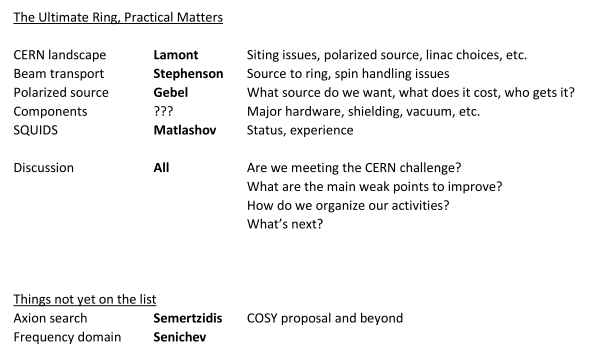 The Ultimate Ring, Practical Matters
CERN landscape Lamont Siting issues, polarized source, linac choices, etc.
Beam transport Stephenson Source to ring, spin handling issues
Polarized source Gebel What source do we want, what does it cost, who gets it?
Components ??? Major hardware, shielding, vacuum, etc.
SQUIDS Matlashov Status, experience
Discussion All Are we meeting the CERN challenge?
What are the main weak points to improve?
How do we organize our activities?
What’s next?
Things not yet on the list
Axion search Semertzidis COSY proposal and beyond
Frequency domain Senichev